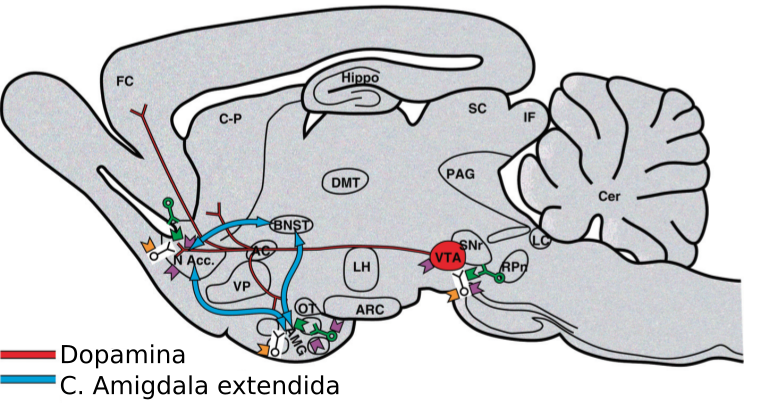 FC
Hippo
C-P
SC
IF
DMT
PAG
Cer
BNST
LC
SNr
AC
N Acc.
VTA
RPn
LH
VP
OT
ARC
AMG
Dopamina
C. Amigdala extendida